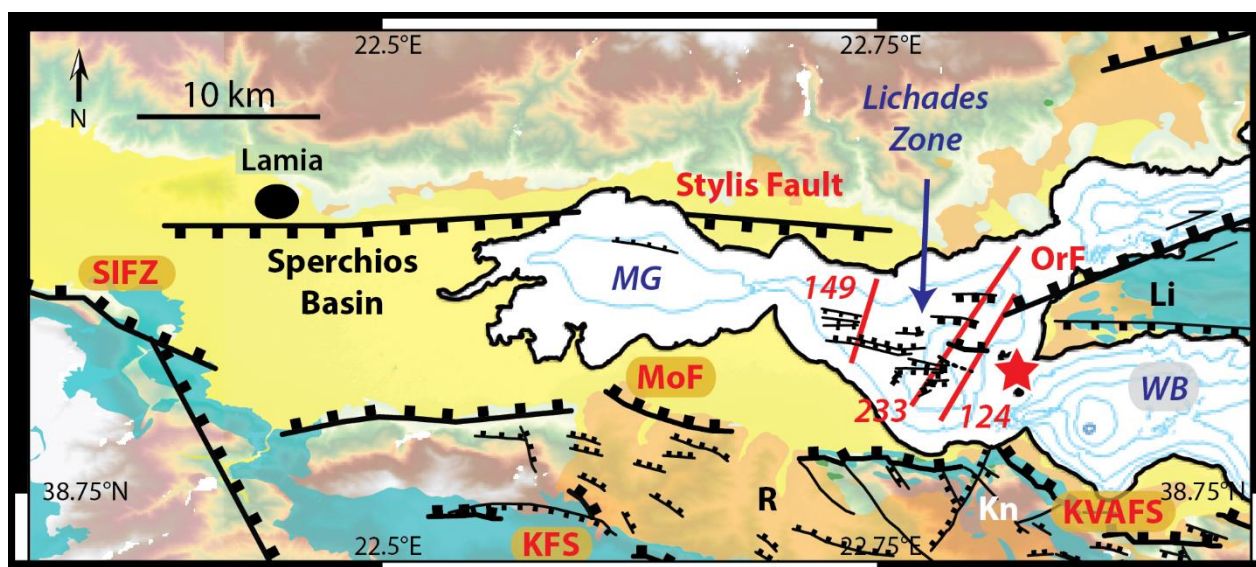 22.5°E
22.75°E
N
10 km
Lichades
Zone
Lamia
Stylis Fault
Sperchios
Basin
SIFZ
MG
149
OrF
Li
MoF
WB
233
124
38.75°N
R
Kn
38.75°N
KVAFS
KFS
22.5°E
22.75°E